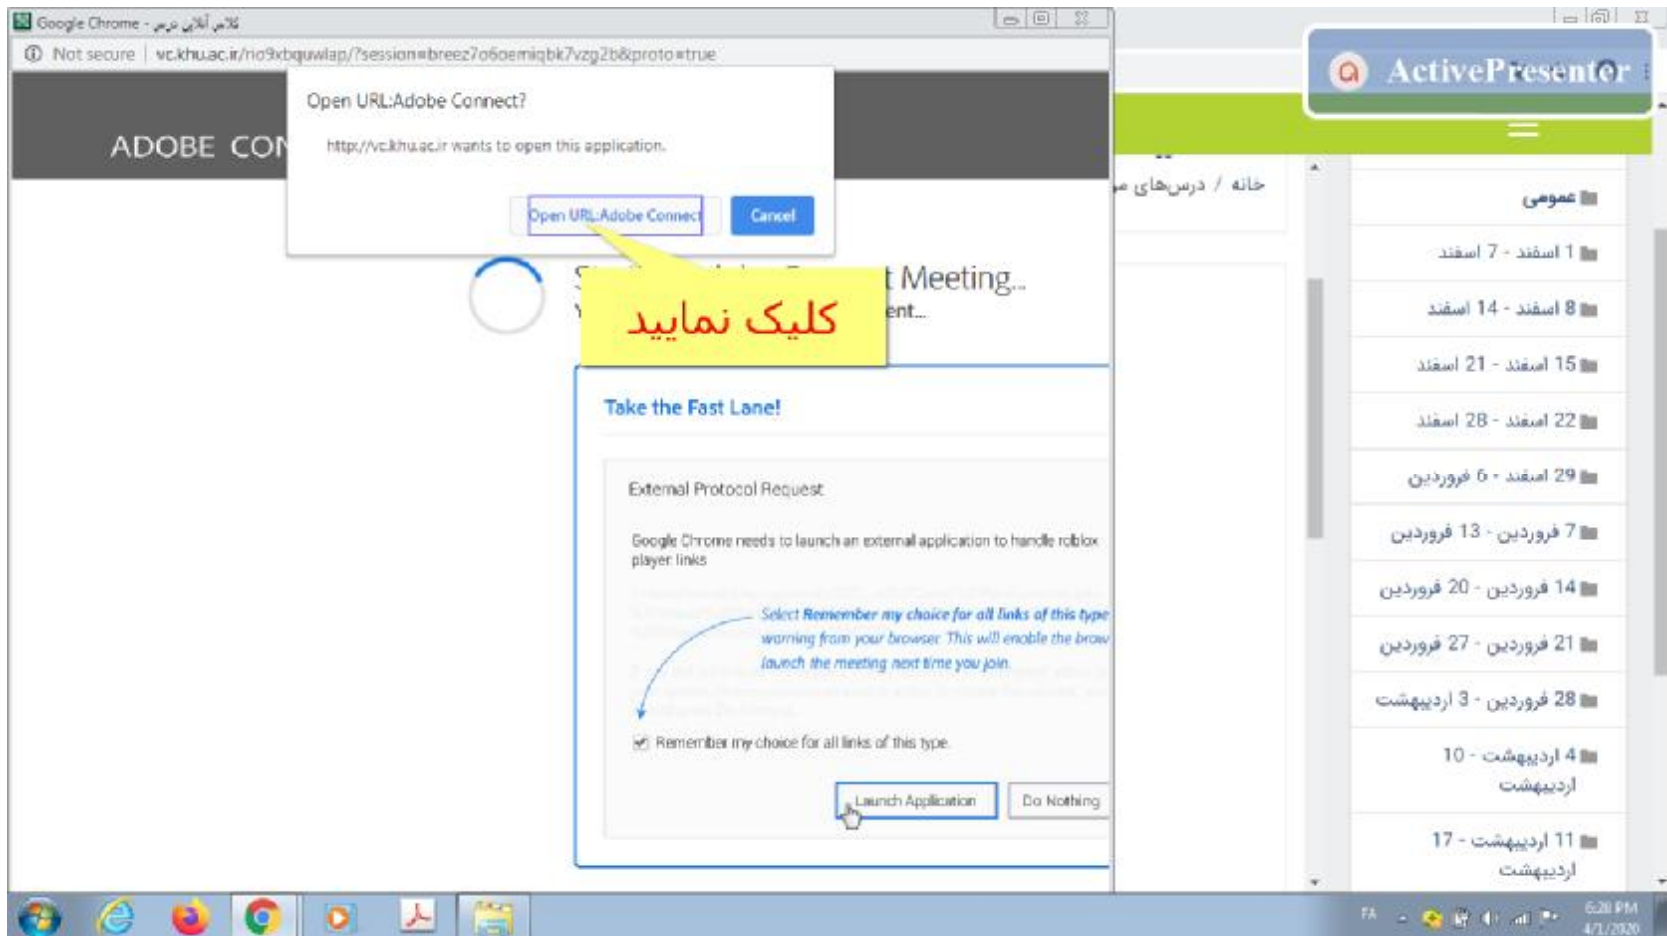 کلاس آنلاین درس - Google Chrome
Not secure | vc.khu.ac.ir/rio9xbquwlap/?session=breez7o6oemiqbk7vzg2b&proto=true
ActivePresenter
Open URL:Adobe Connect?
http://vc.khu.ac.ir wants to open this application.
Open URL:Adobe Connect
Cancel
ADOBE CON
Meeting...
ent...
کلیک نمایید
Take the Fast Lane!
External Protocol Request
Google Chrome needs to launch an external application to handle roblox
player links
Select Remember my choice for all links of this type
warning from your browser. This will enable the brow
launch the meeting next time you join.
Remember my choice for all links of this type.
Launch Application
Do Nothing
خانه / درس‌های مو
عمومی
1 اسفند - 7 اسفند
8 اسفند - 14 اسفند
15 اسفند - 21 اسفند
22 اسفند - 28 اسفند
29 اسفند - 6 فروردین
7 فروردین - 13 فروردین
14 فروردین - 20 فروردین
21 فروردین - 27 فروردین
28 فروردین - 3 اردیبهشت
4 اردیبهشت - 10
اردیبهشت
11 اردیبهشت - 17
اردیبهشت
FA
6:28 PM
4/1/2020